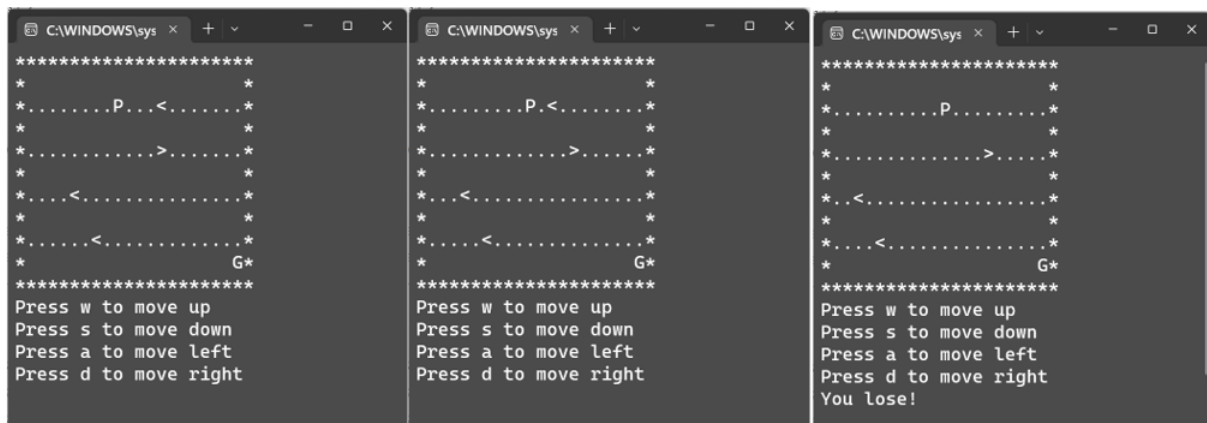 C:\WINDOWS\sys
**********************
*                    *
*........P...<.......*
*                    *
*............>.......*
*                    *
*....<...............*
*                    *
*......<.............*
*                   G*
**********************
Press w to move up
Press s to move down
Press a to move left
Press d to move right
C:\WINDOWS\sys
**********************
*                    *
*.........P.<........*
*                    *
*.............>......*
*                    *
*...<................*
*                    *
*.....<..............*
*                   G*
**********************
Press w to move up
Press s to move down
Press a to move left
Press d to move right
C:\WINDOWS\sys
**********************
*                    *
*..........P.........*
*                    *
*..............>.....*
*                    *
*..<.................*
*                    *
*....<...............*
*                   G*
**********************
Press w to move up
Press s to move down
Press a to move left
Press d to move right
You lose!